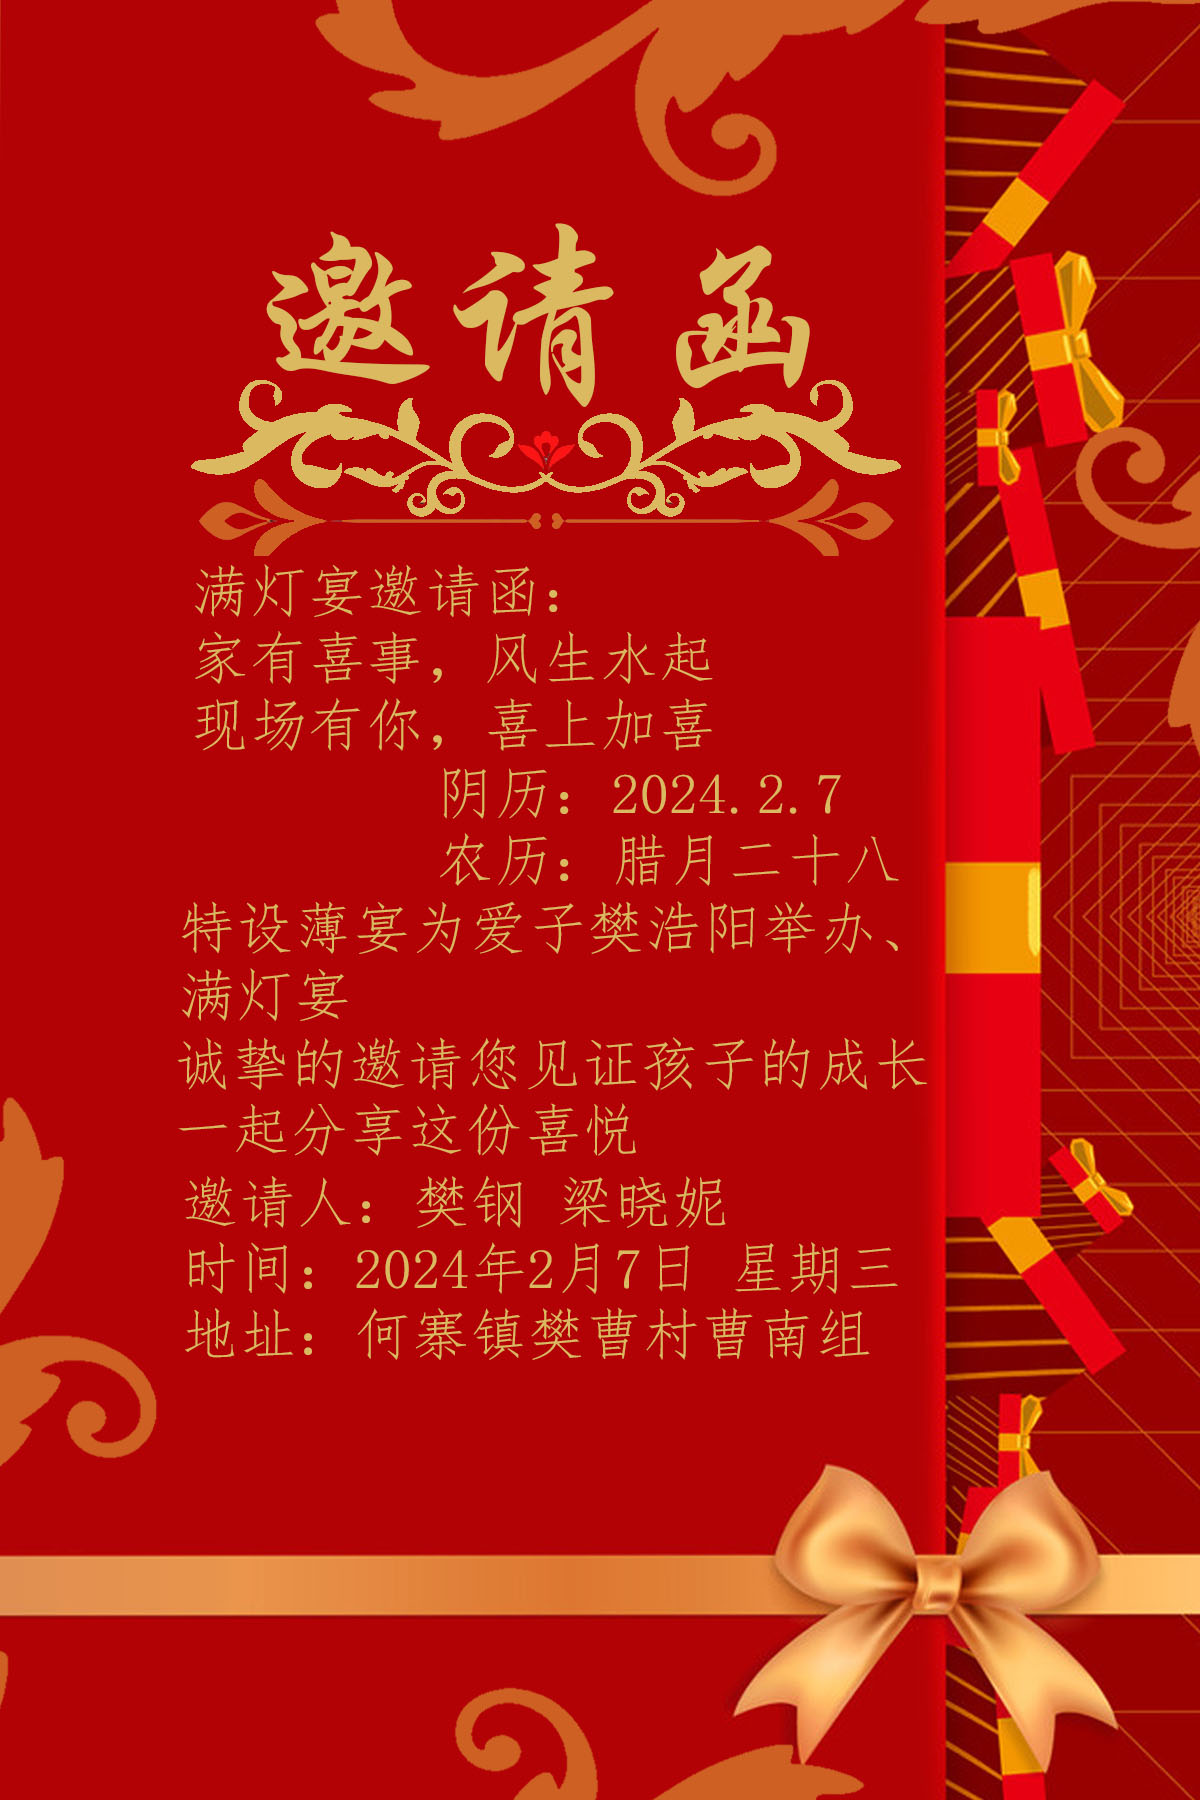 邀请函
满灯宴邀请函：
家有喜事，风生水起
现场有你，喜上加喜
阴历：2024.2.7
农历：腊月二十八
特设薄宴为爱子樊浩阳举办、
满灯宴
诚挚的邀请您见证孩子的成长
一起分享这份喜悦
邀请人：樊钢 梁晓妮
时间：2024年2月7日 星期三
地址：何寨镇樊曹村曹南组